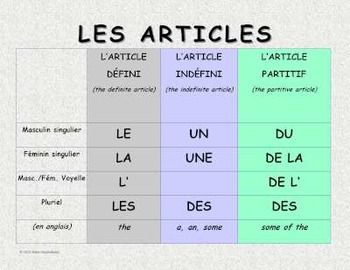 LES ARTICLES
L'ARTICLE DÉFINI (the definite article)
L'ARTICLE INDÉFINI (the indefinite article)
L'ARTICLE PARTITIF (the partitive article)
Masculin singulier LE UN DU
Féminin singulier LA UNE DE LA
Masc./Fém. Voyelle L' DE L'
Pluriel LES DES DES
(en anglais) the a, an, some some of the